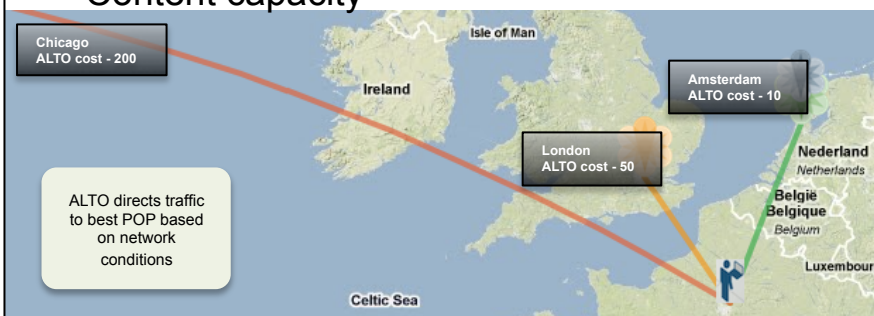 Content capacity
Isle of Man
Chicago
ALTO cost - 200
Ireland
Amsterdam
ALTO cost - 10
London
ALTO cost - 50
Nederland
Netherlands
België
Belgique
Belgium
Luxembour
ALTO directs traffic
to best POP based
on network
conditions
Celtic Sea